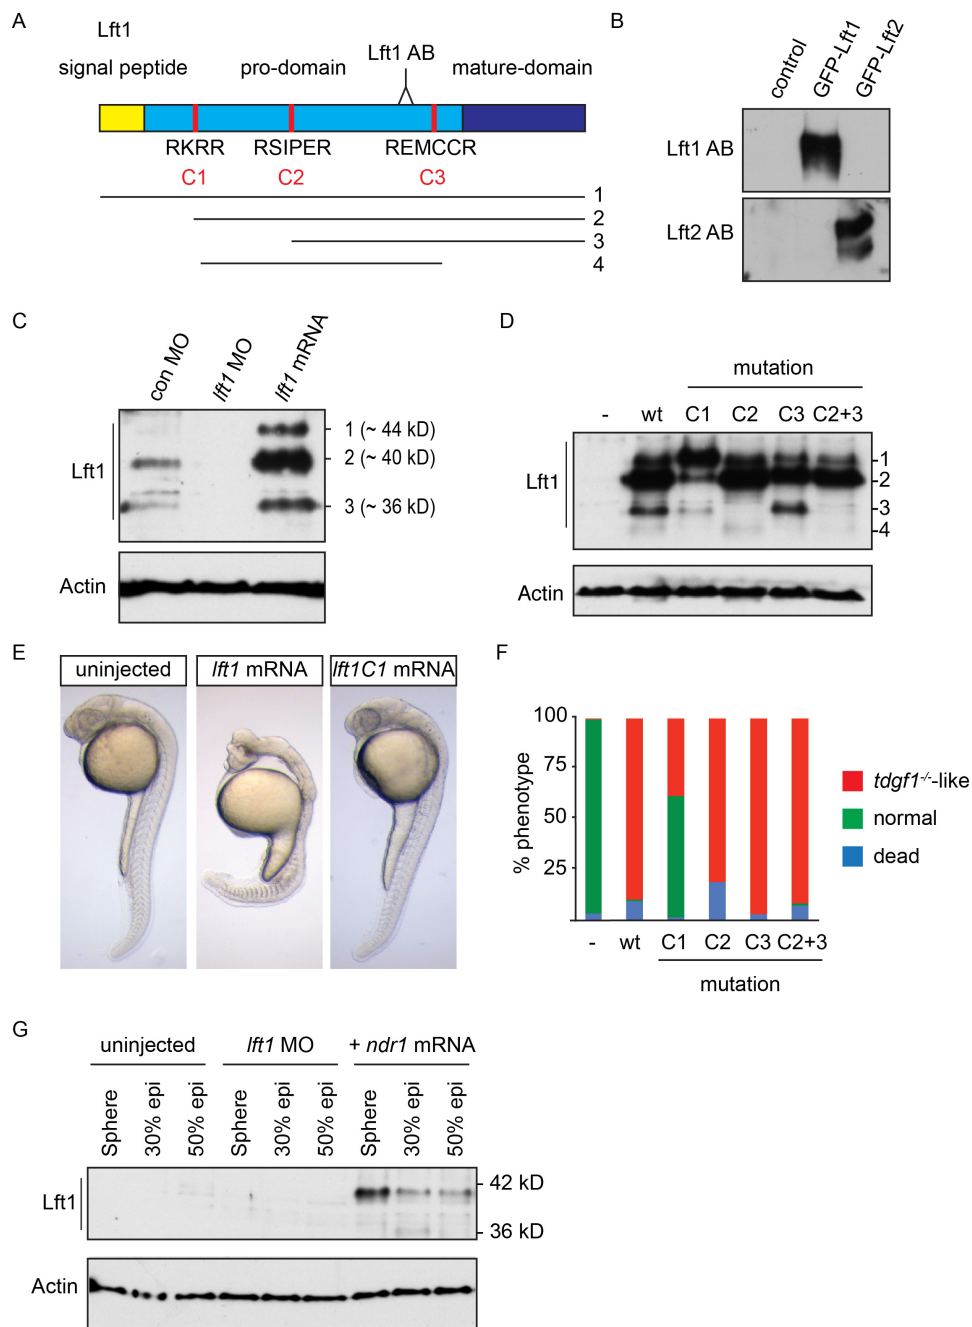 A
Lft1
signal peptide
pro-domain
Lft1 AB
mature-domain
RKRR
RSIPER
REMCCR
C1
C2
C3
1
2
3
4
B
control
GFP-Lft1
GFP-Lft2
Lft1 AB
Lft2 AB
C
con MO
lft1 MO
lft1 mRNA
Lft1
1 (~ 44 kD)
2 (~ 40 kD)
3 (~ 36 kD)
Actin
D
mutation
- wt C1 C2 C3 C2+3
Lft1
1
2
3
4
Actin
E
uninjected
lft1 mRNA
lft1C1 mRNA
F
% phenotype
100
75
50
25
- wt C1 C2 C3 C2+3
mutation
tdgf1-/--like
normal
dead
G
uninjected
lft1 MO
+ ndr1 mRNA
Sphere
30% epi
50% epi
Sphere
30% epi
50% epi
Sphere
30% epi
50% epi
Lft1
42 kD
36 kD
Actin